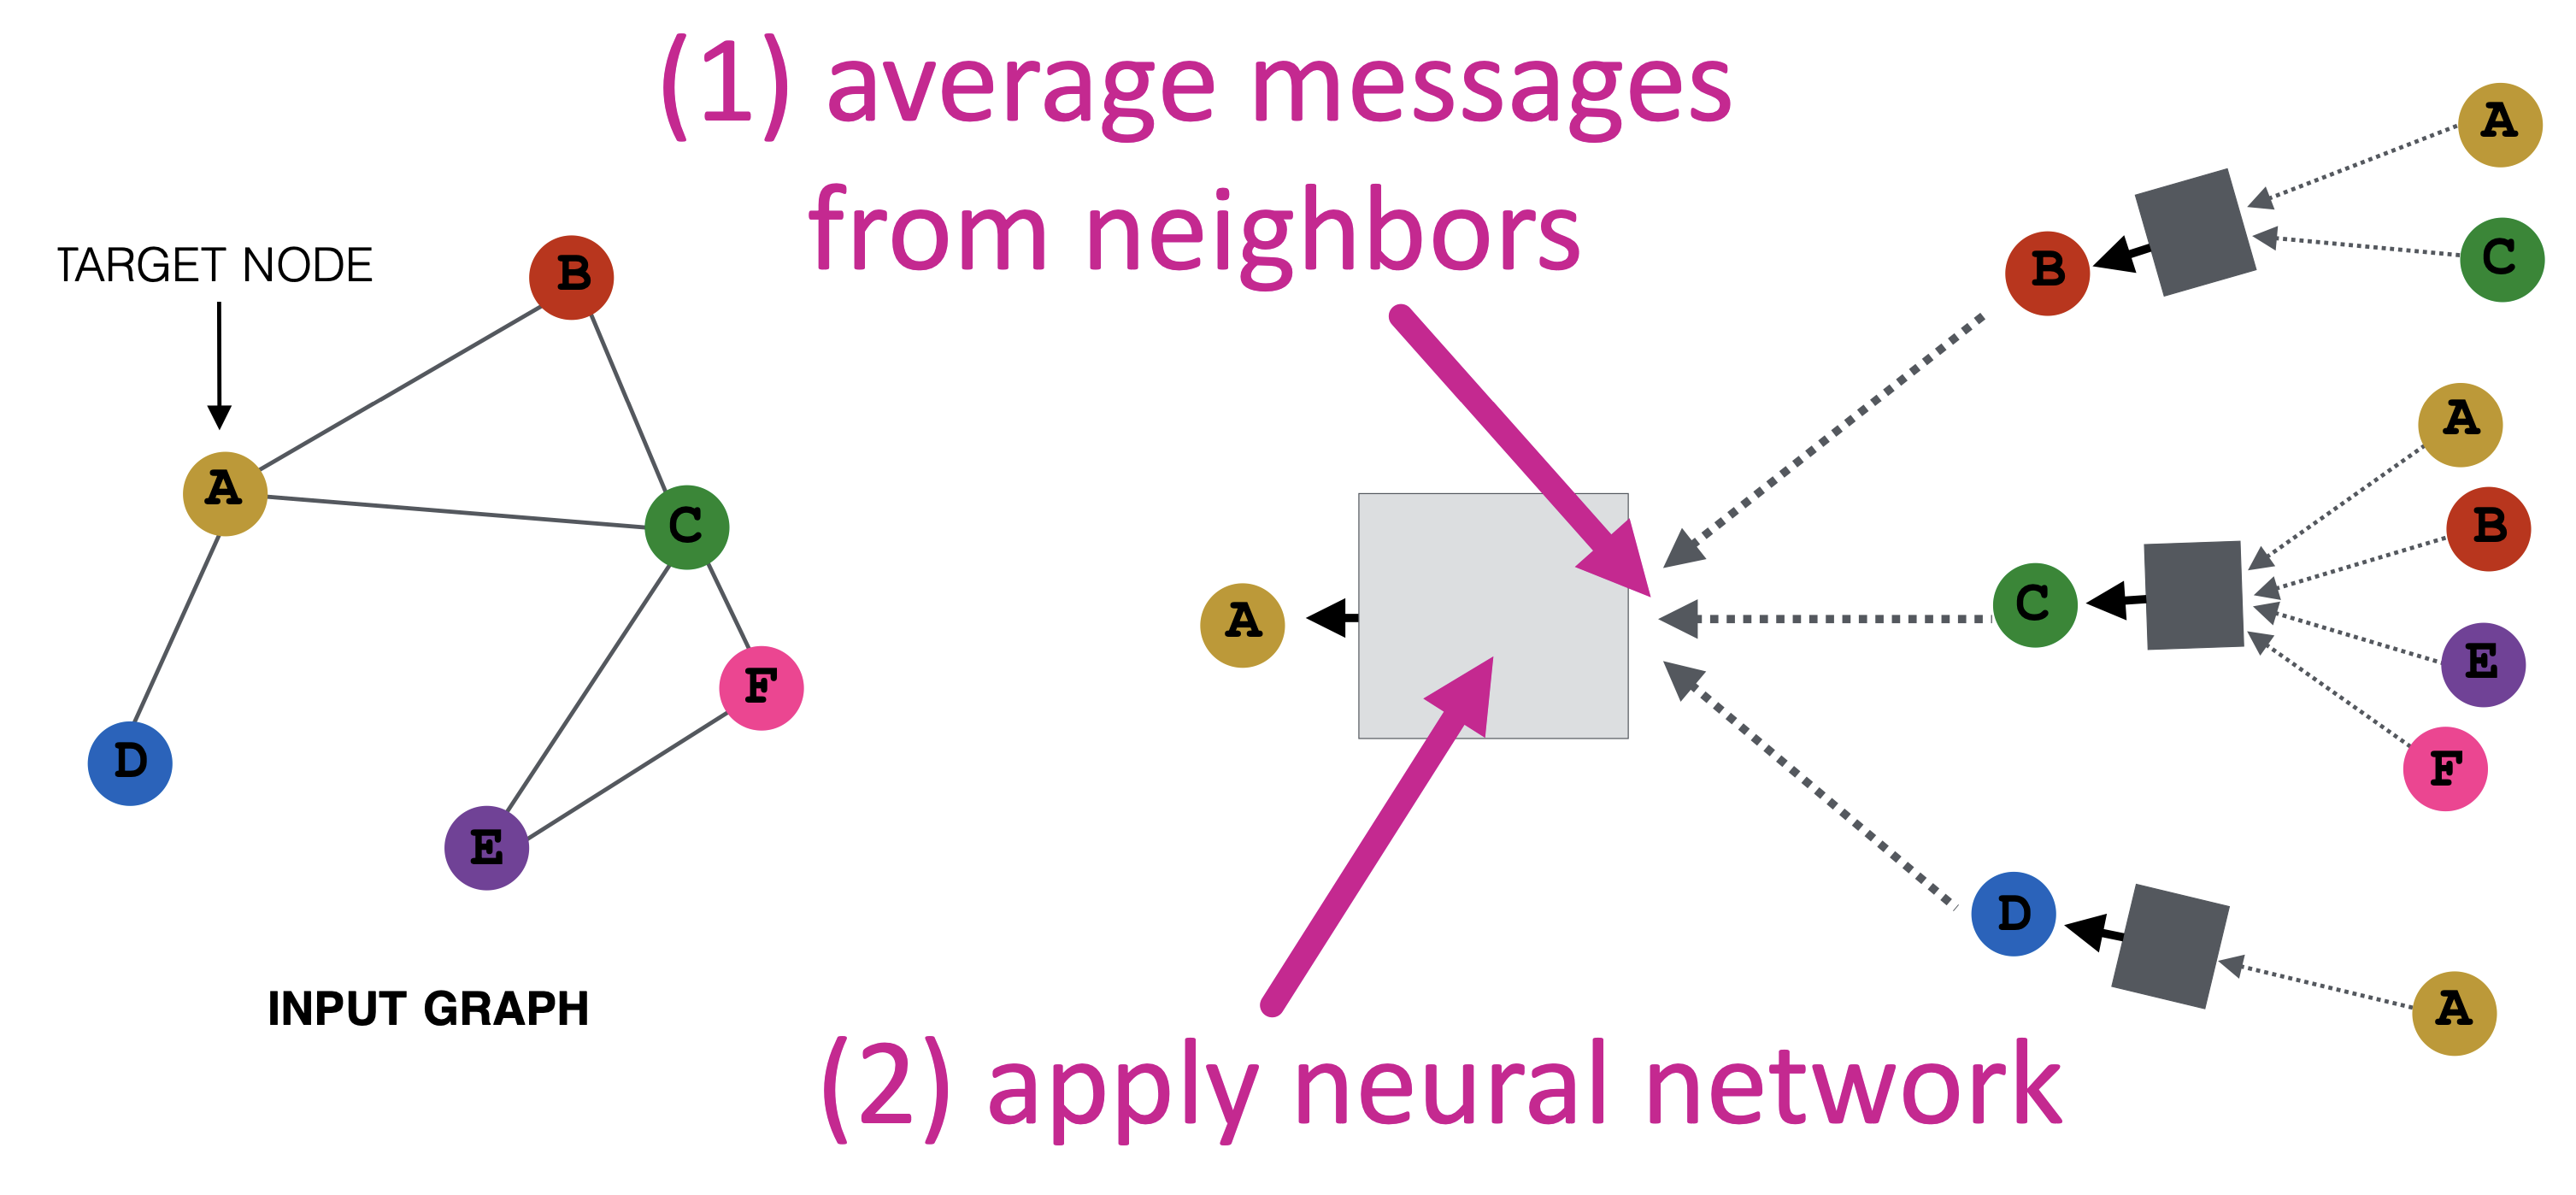 (1) average messages
from neighbors
TARGET NODE
B
A
C
F
D
E
INPUT GRAPH
A
B
C
D
A
C
A
B
E
F
A
(2) apply neural network